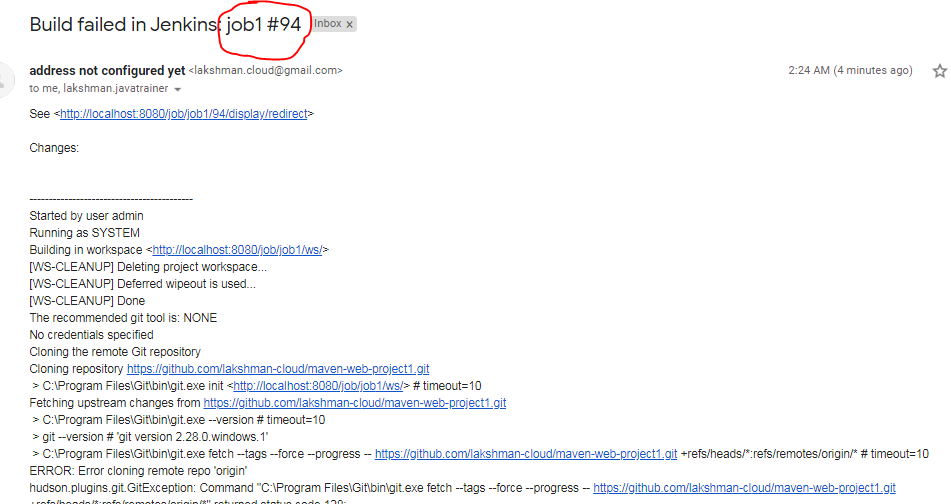 Build failed in Jenkins: job1 #94 Inbox x
address not configured yet <lakshman.cloud@gmail.com> 2:24 AM (4 minutes ago)
to me, lakshman.javatrainer
See <http://localhost:8080/job/job1/94/display/redirect>
Changes:
------------------------------------------
Started by user admin
Running as SYSTEM
Building in workspace <http://localhost:8080/job/job1/ws/>
[WS-CLEANUP] Deleting project workspace...
[WS-CLEANUP] Deferred wipeout is used...
[WS-CLEANUP] Done
The recommended git tool is: NONE
No credentials specified
Cloning the remote Git repository
Cloning repository https://github.com/lakshman-cloud/maven-web-project1.git
> C:\Program Files\Git\bin\git.exe init <http://localhost:8080/job/job1/ws/> # timeout=10
Fetching upstream changes from https://github.com/lakshman-cloud/maven-web-project1.git
> C:\Program Files\Git\bin\git.exe --version # timeout=10
> git --version # 'git version 2.28.0.windows.1'
> C:\Program Files\Git\bin\git.exe fetch --tags --force --progress -- https://github.com/lakshman-cloud/maven-web-project1.git +refs/heads/*:refs/remotes/origin/* # timeout=10
ERROR: Error cloning remote repo 'origin'
hudson.plugins.git.GitException: Command "C:\Program Files\Git\bin\git.exe fetch --tags --force --progress -- https://github.com/lakshman-cloud/maven-web-project1.git
+refs/heads/*:refs/remotes/origin/*" returned status code 128: